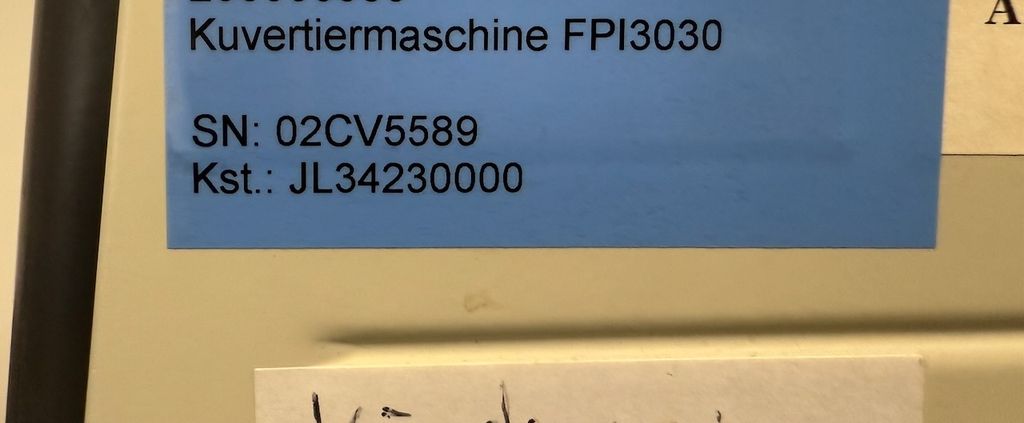 Kuvertiermaschine FPI3030
SN: 02CV5589
Kst.: JL34230000